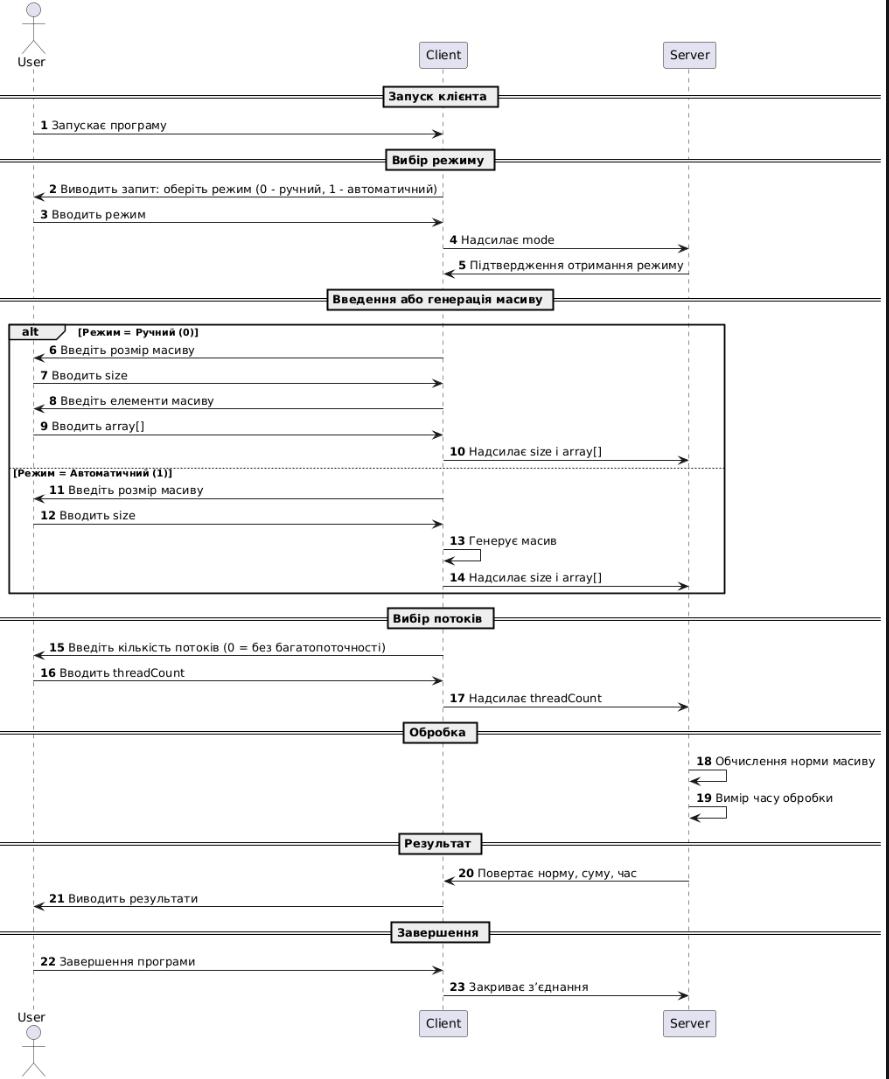 User
Client
Server
Запуск клієнта
1 Запускає програму
Вибір режиму
2 Виводить запит: оберіть режим (0 - ручний, 1 - автоматичний)
3 Вводить режим
4 Надсилає mode
5 Підтвердження отримання режиму
Введення або генерація масиву
alt [Режим = Ручний (0)]
6 Введіть розмір масиву
7 Вводить size
8 Введіть елементи масиву
9 Вводить array[]
10 Надсилає size і array[]
[Режим = Автоматичний (1)]
11 Введіть розмір масиву
12 Вводить size
13 Генерує масив
14 Надсилає size і array[]
Вибір потоків
15 Введіть кількість потоків (0 = без багатопоточності)
16 Вводить threadCount
17 Надсилає threadCount
Обробка
18 Обчислення норми масиву
19 Вимір часу обробки
Результат
20 Повертає норму, суму, час
21 Виводить результати
Завершення
22 Завершення програми
23 Закриває з’єднання
User
Client
Server